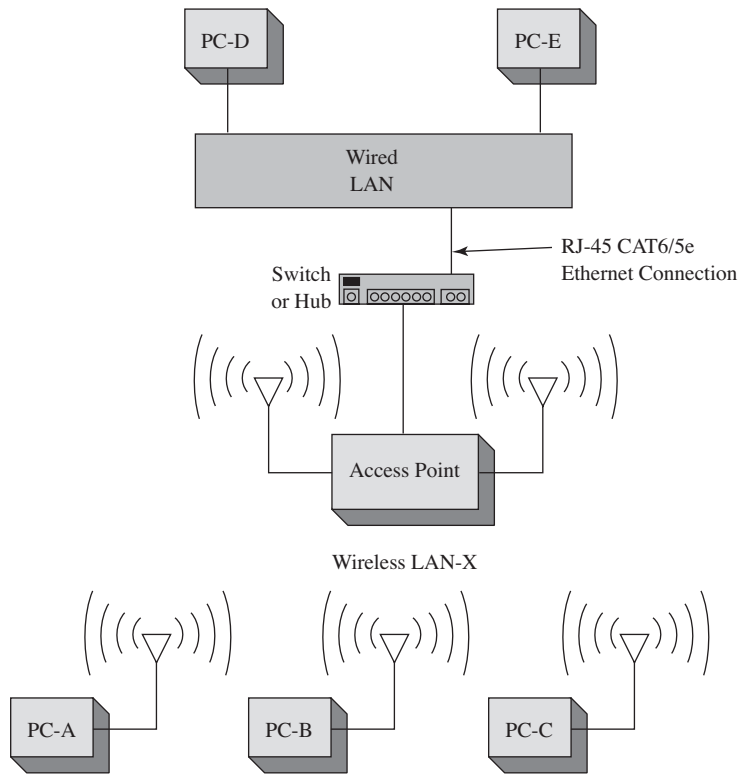 PC-D
PC-E
Wired
LAN
RJ-45 CAT6/5e
Ethernet Connection
Switch
or Hub
Access Point
Wireless LAN-X
PC-A
PC-B
PC-C